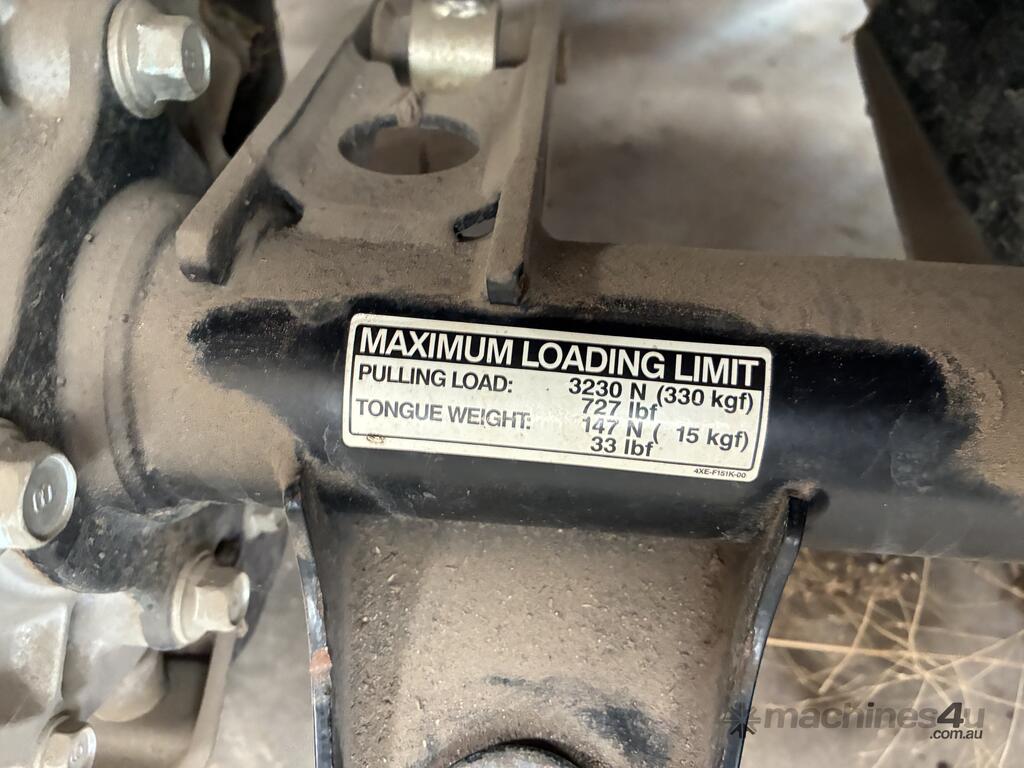 MAXIMUM LOADING LIMIT
PULLING LOAD: 3230 N (330 kgf)
727 lbf
TONGUE WEIGHT: 147 N ( 15 kgf)
33 lbf
4XE-F151K-00
machines4u
.com.au